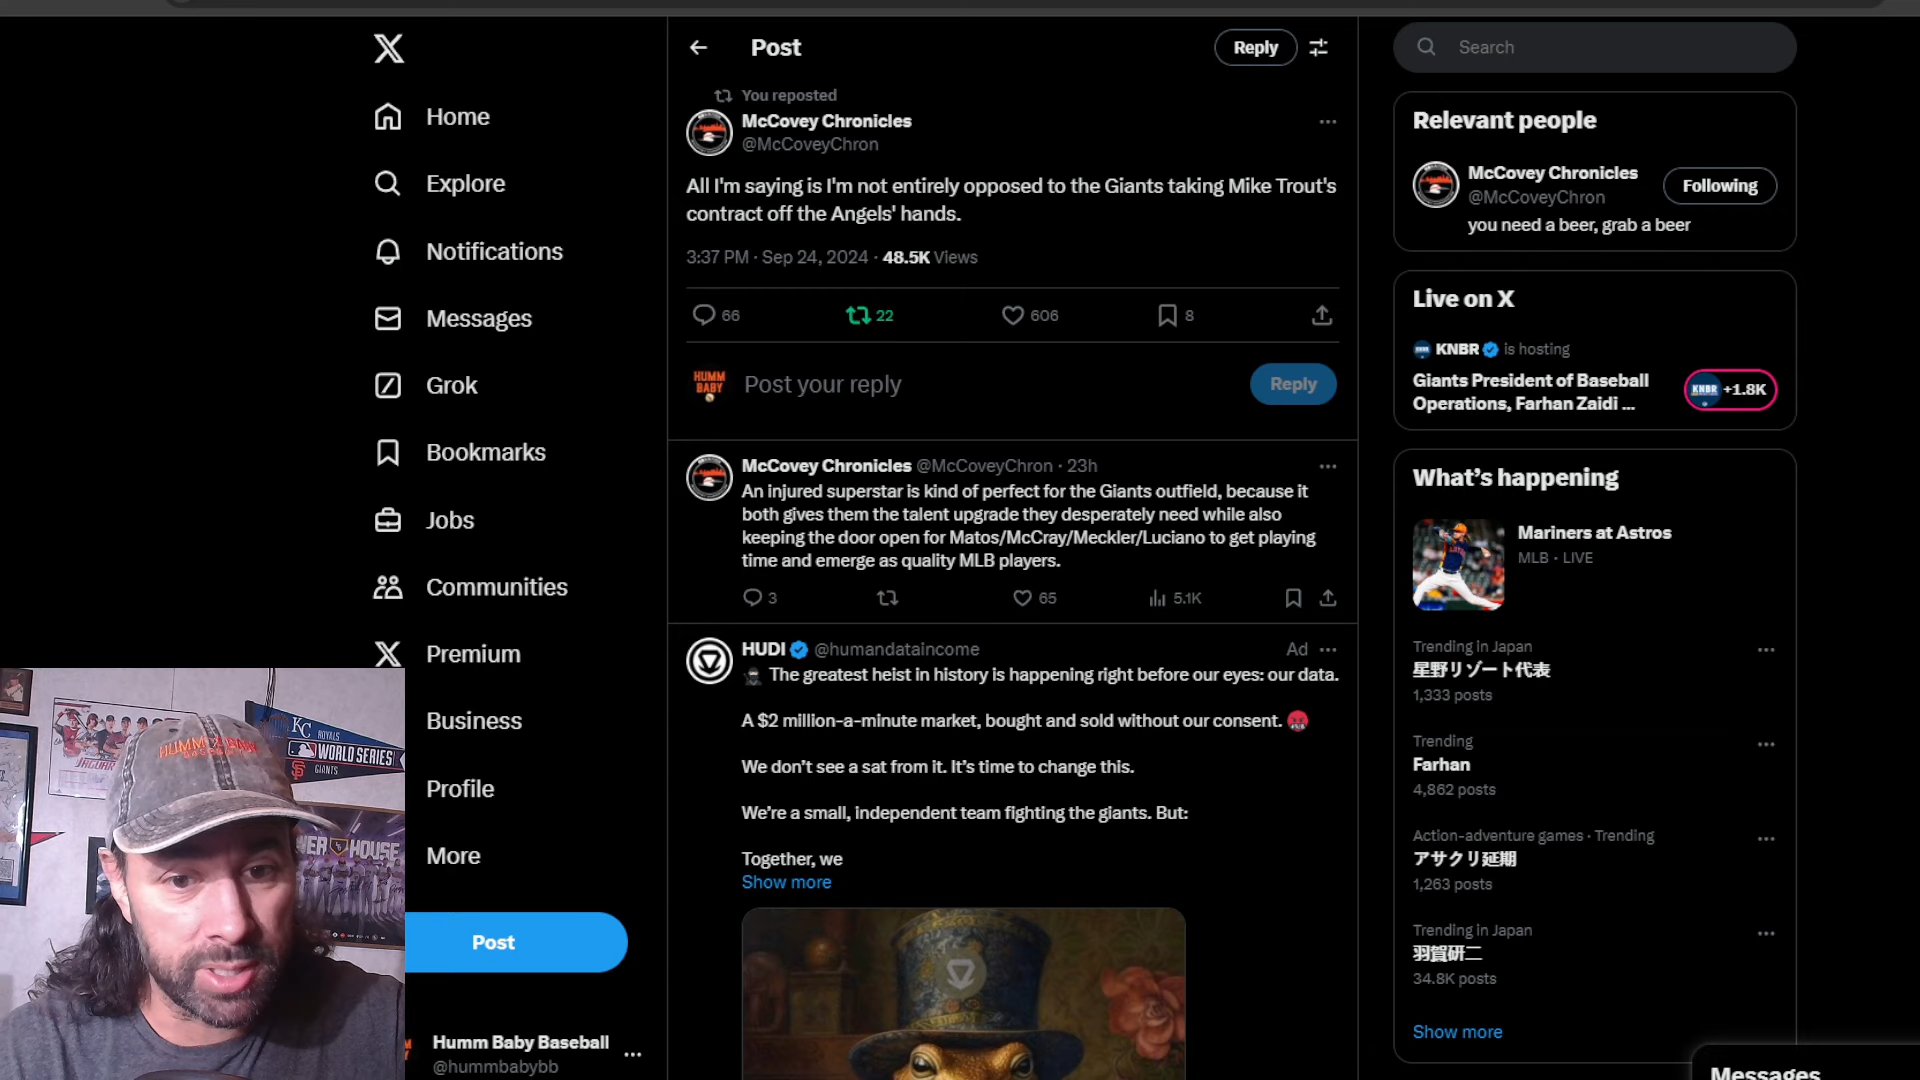 Home
Explore
Notifications
Messages
Grok
Bookmarks
Jobs
Communities
Premium
Business
Profile
More
Post
Humm Baby Baseball
@hummbabybb
Post
Reply
You reposted
McCovey Chronicles
@McCoveyChron
All I'm saying is I'm not entirely opposed to the Giants taking Mike Trout's
contract off the Angels' hands.
3:37 PM · Sep 24, 2024 · 48.5K Views
66 22 606 8
HUMM
BABY
Post your reply
Reply
McCovey Chronicles @McCoveyChron · 23h
An injured superstar is kind of perfect for the Giants outfield, because it
both gives them the talent upgrade they desperately need while also
keeping the door open for Matos/McCray/Meckler/Luciano to get playing
time and emerge as quality MLB players.
3 65 5.1K
HUDI @humandataincome Ad
The greatest heist in history is happening right before our eyes: our data.
A $2 million-a-minute market, bought and sold without our consent.
We don't see a sat from it. It's time to change this.
We're a small, independent team fighting the giants. But:
Together, we
Show more
Search
Relevant people
McCovey Chronicles
@McCoveyChron
Following
you need a beer, grab a beer
Live on X
KNBR is hosting
Giants President of Baseball
Operations, Farhan Zaidi ...
KNBR +1.8K
What's happening
Mariners at Astros
MLB · LIVE
Trending in Japan
星野リゾート代表
1,333 posts
Trending
Farhan
4,862 posts
Action-adventure games · Trending
アサクリ延期
1,263 posts
Trending in Japan
羽賀研二
34.8K posts
Show more
Messages
KC
ROYALS
WORLD SERIES
SF
GIANTS
JAGUAR
HUMM BABY
BASEBALL
WER HOUSE